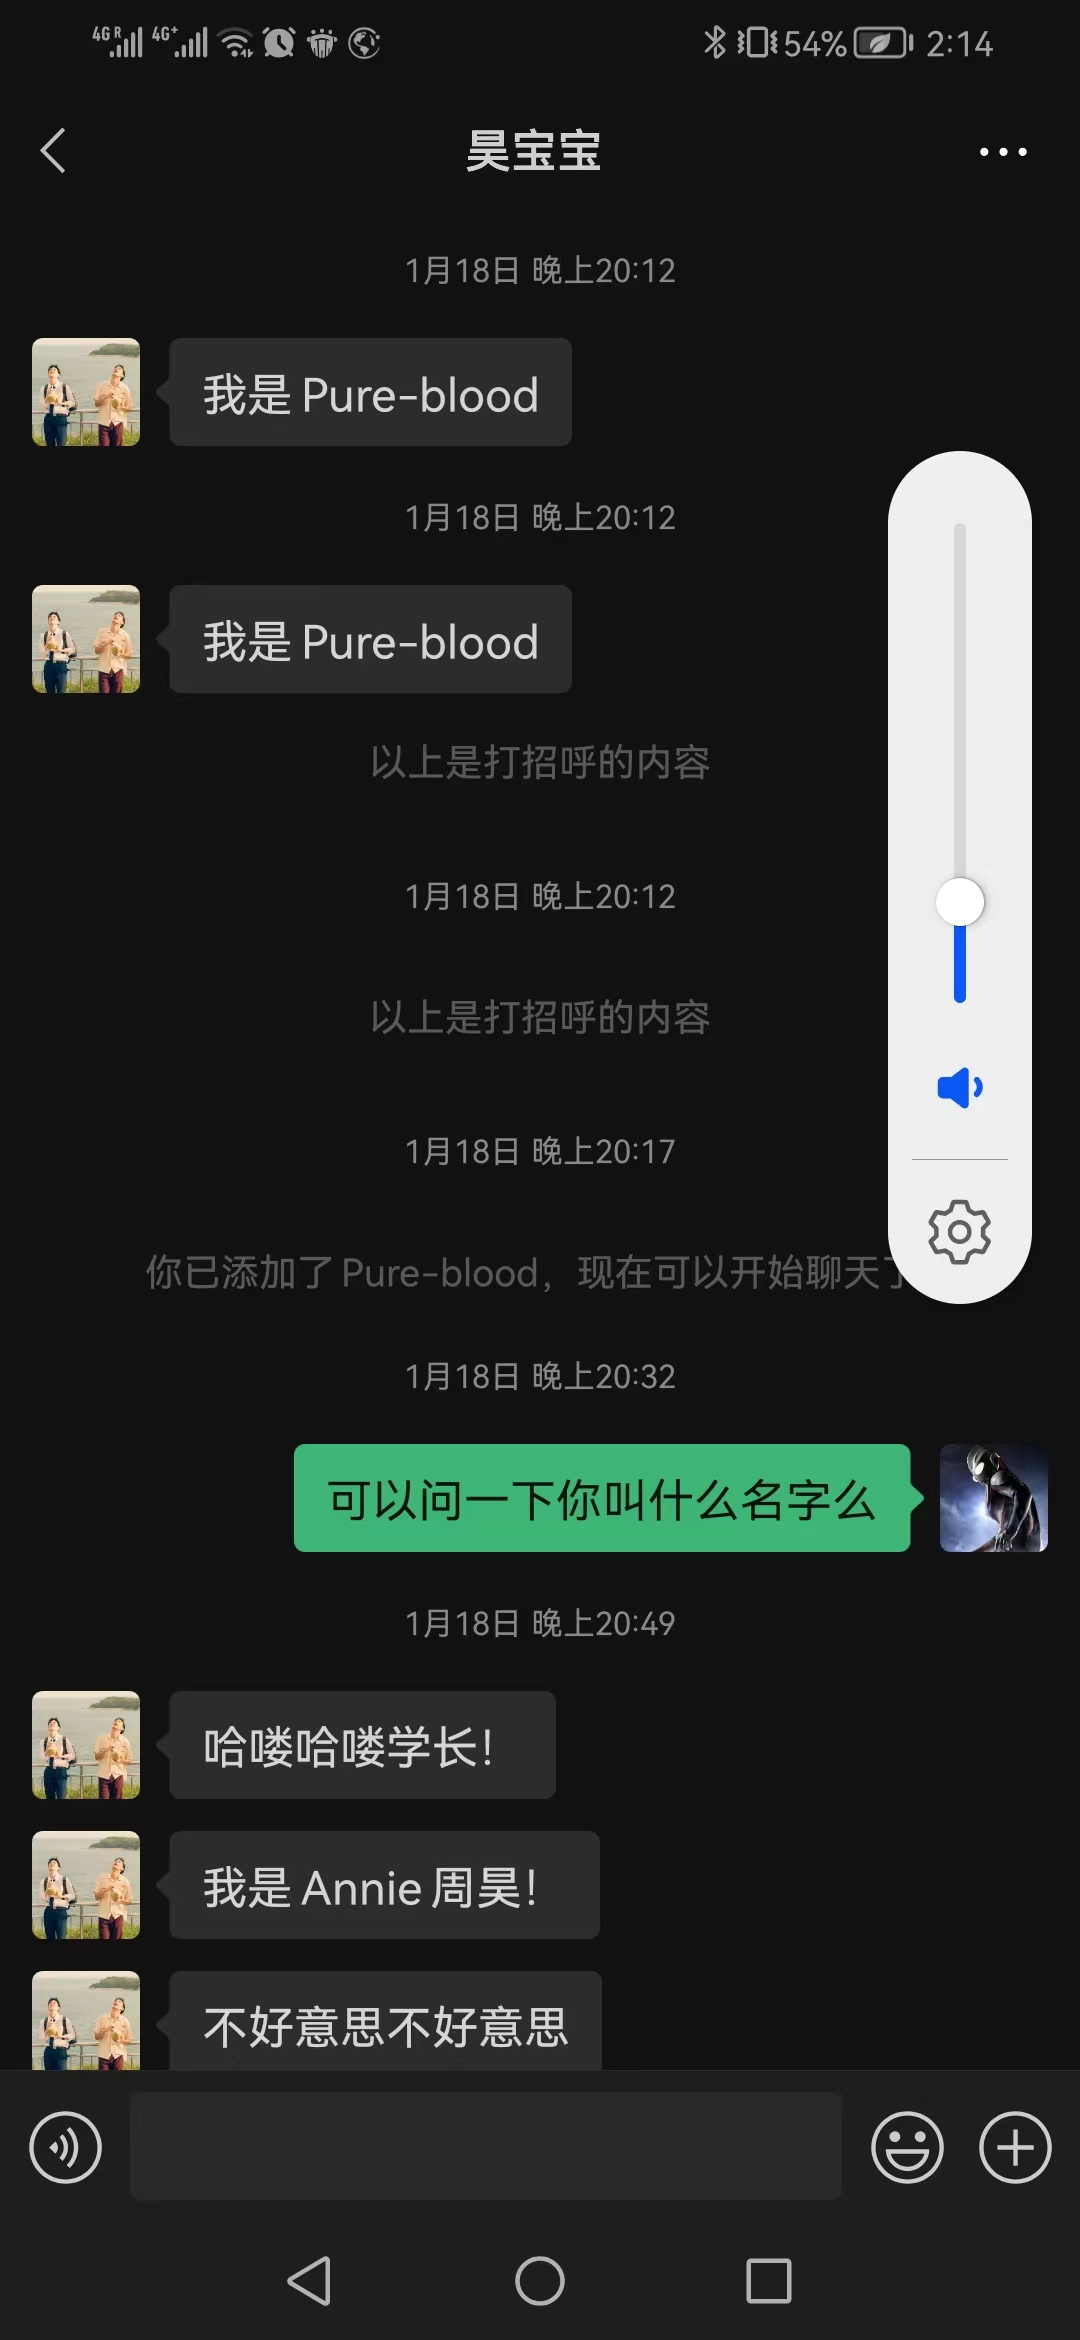 4G R 4G+ 54% 2:14
昊宝宝
1月18日 晚上20:12
我是 Pure-blood
1月18日 晚上20:12
我是 Pure-blood
以上是打招呼的内容
1月18日 晚上20:12
以上是打招呼的内容
1月18日 晚上20:17
你已添加了 Pure-blood，现在可以开始聊天了
1月18日 晚上20:32
可以问一下你叫什么名字么
1月18日 晚上20:49
哈喽哈喽学长！
我是 Annie 周昊！
不好意思不好意思